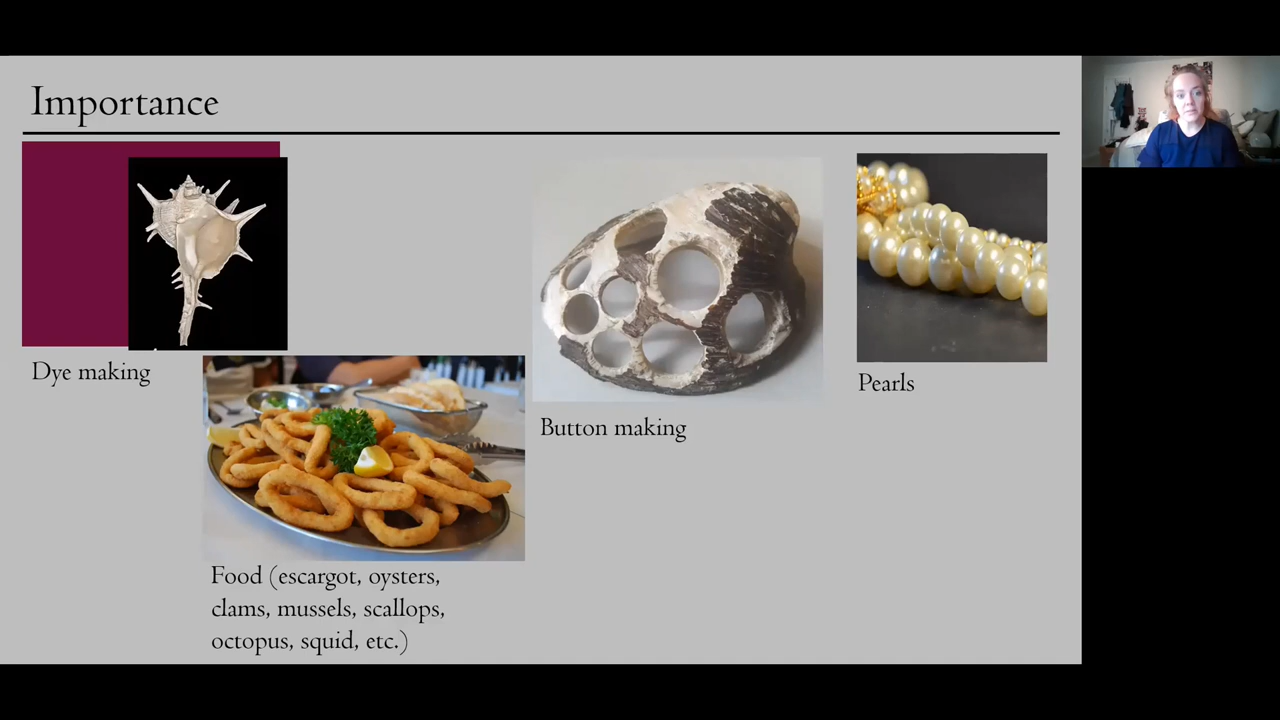 Importance
Dye making
Food (escargot, oysters,
clams, mussels, scallops,
octopus, squid, etc.)
Button making
Pearls